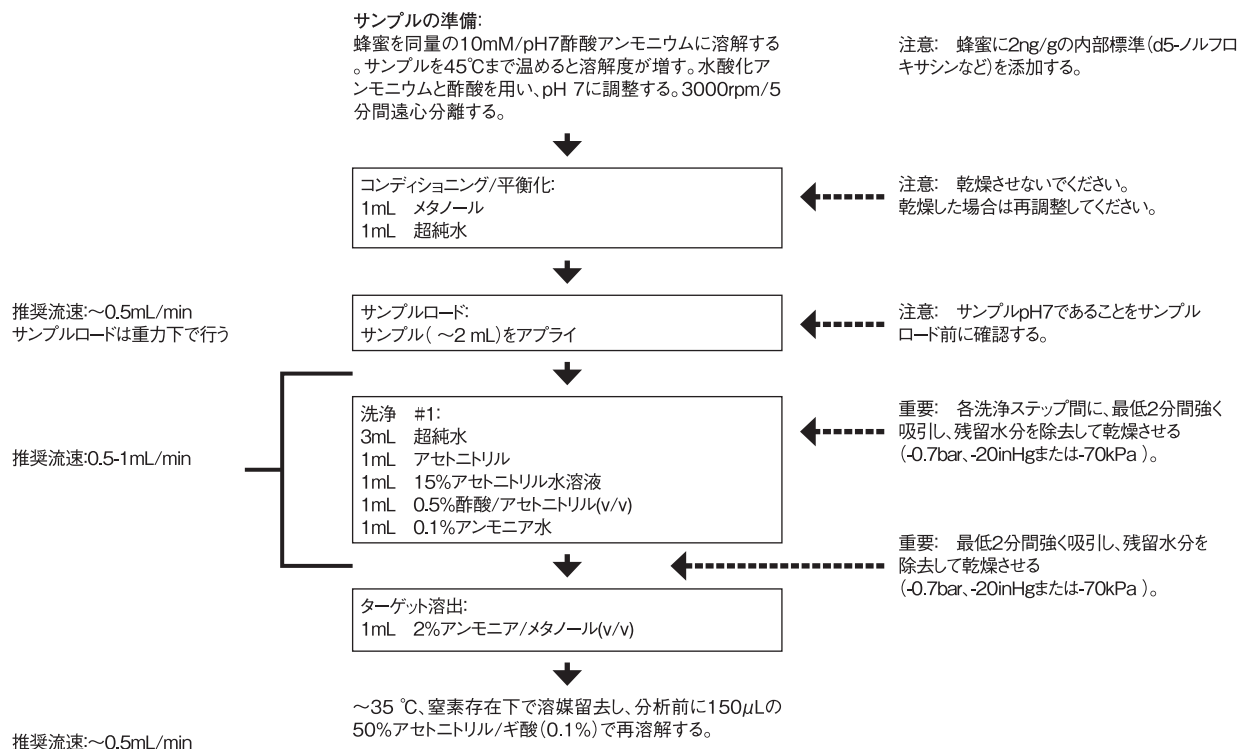 サンプルの準備:
蜂蜜を同量の10mM/pH7酢酸アンモニウムに溶解する
。サンプルを45℃まで温めると溶解度が増す。水酸化ア
ンモニウムと酢酸を用い、pH 7に調整する。3000rpm/5
分間遠心分離する。
注意: 蜂蜜に2ng/gの内部標準(d5-ノルフロ
キサシンなど)を添加する。
コンディショニング/平衡化:
1mL メタノール
1mL 超純水
注意: 乾燥させないでください。
乾燥した場合は再調整してください。
推奨流速:~0.5mL/min
サンプルロードは重力下で行う
サンプルロード:
サンプル( ~2 mL)をアプライ
注意: サンプルpH7であることをサンプル
ロード前に確認する。
推奨流速:0.5-1mL/min
洗浄 #1:
3mL 超純水
1mL アセトニトリル
1mL 15%アセトニトリル水溶液
1mL 0.5%酢酸/アセトニトリル(v/v)
1mL 0.1%アンモニア水
重要: 各洗浄ステップ間に、最低2分間強く
吸引し、残留水分を除去して乾燥させる
(-0.7bar、-20inHgまたは-70kPa )。
重要: 最低2分間強く吸引し、残留水分を
除去して乾燥させる
(-0.7bar、-20inHgまたは-70kPa )。
ターゲット溶出:
1mL 2%アンモニア/メタノール(v/v)
~35 ℃、窒素存在下で溶媒留去し、分析前に150μLの
50%アセトニトリル/ギ酸(0.1%)で再溶解する。
推奨流速:~0.5mL/min